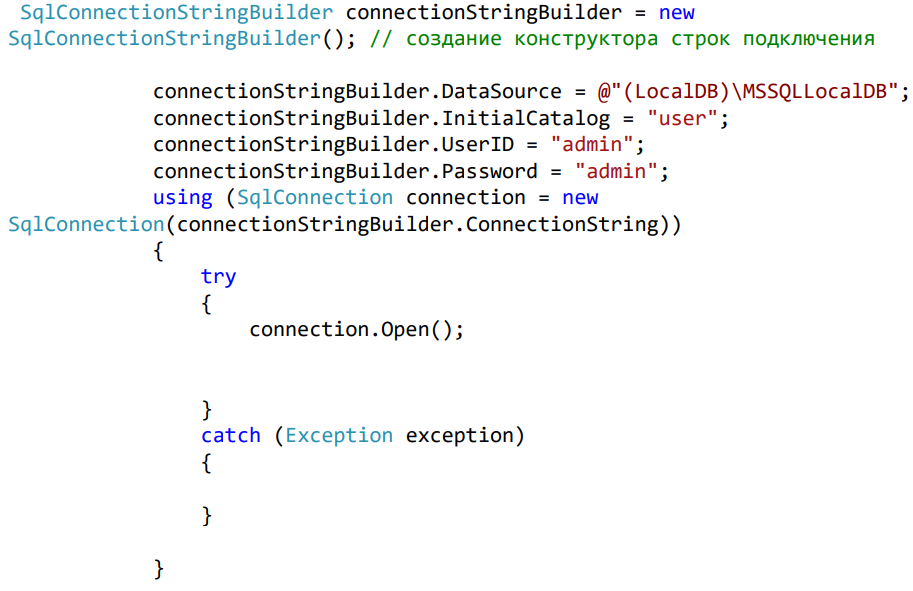 SqlConnectionStringBuilder connectionStringBuilder = new
SqlConnectionStringBuilder(); // создание конструктора строк подключения
connectionStringBuilder.DataSource = @"(LocalDB)\MSSQLLocalDB";
connectionStringBuilder.InitialCatalog = "user";
connectionStringBuilder.UserID = "admin";
connectionStringBuilder.Password = "admin";
using (SqlConnection connection = new
SqlConnection(connectionStringBuilder.ConnectionString))
{
try
{
connection.Open();
}
catch (Exception exception)
{
}
}